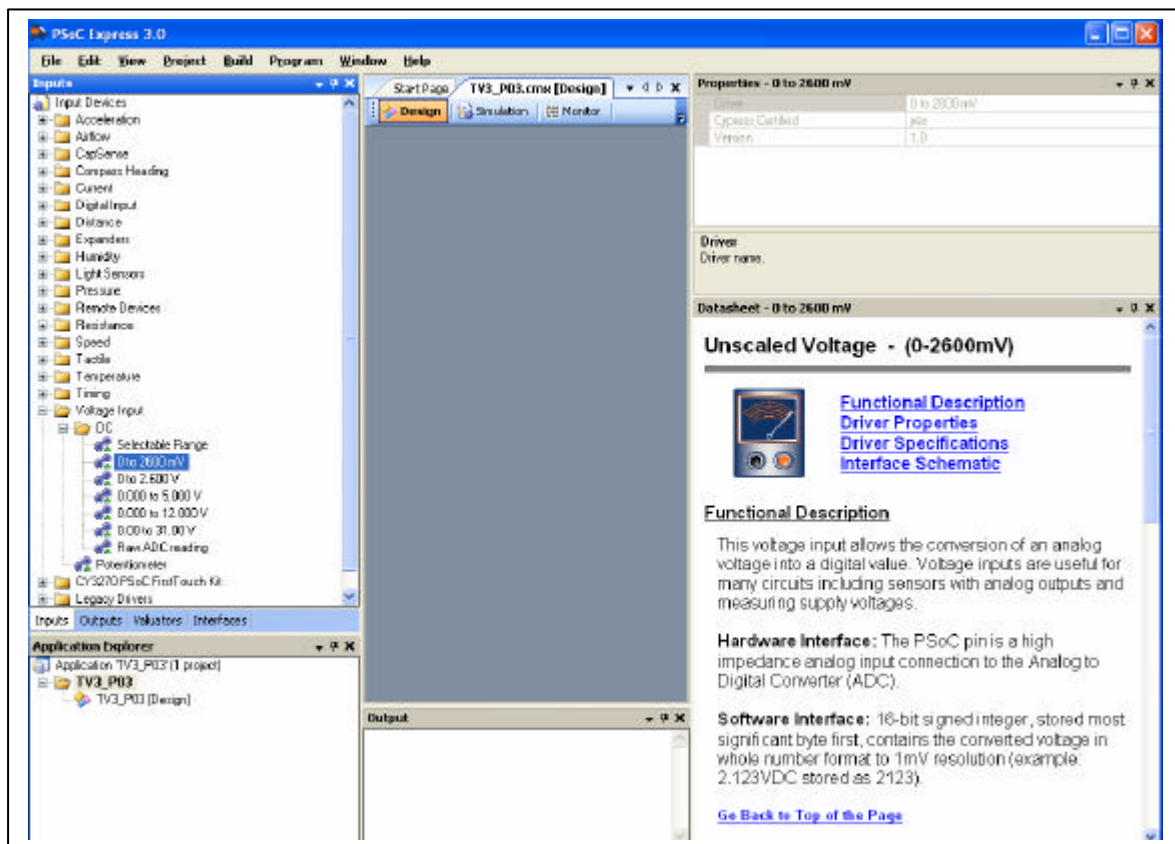 PSoC Express 3.0
File Edit View Project Build Program Window Help
Inputs
Input Devices
Acceleration
Airflow
CapSense
Compass Heading
Current
Digital Input
Distance
Expanders
Humidity
Light Sensors
Pressure
Remote Devices
Resistance
Speed
Tactile
Temperature
Timing
Voltage Input
DC
Selectable Range
0 to 2600 mV
0 to 2.600 V
0.000 to 5.000 V
0.000 to 12.000 V
0.00 to 31.00 V
Raw ADC reading
Potentiometer
CY3270 PSoC FirstTouch Kit
Legacy Drivers
Inputs Outputs Valuators Interfaces
Application Explorer
Application 'TV3_P03' (1 project)
TV3_P03
TV3_P03 [Design]
Start Page TV3_P03.cmx [Design]
Design Simulation Monitor
Output
Properties - 0 to 2600 mV
Driver 0 to 2600 mV
Cypress Certified yes
Version 1.0
Driver
Driver name.
Datasheet - 0 to 2600 mV
Unscaled Voltage - (0-2600mV)
Functional Description
Driver Properties
Driver Specifications
Interface Schematic
Functional Description
This voltage input allows the conversion of an analog
voltage into a digital value. Voltage inputs are useful for
many circuits including sensors with analog outputs and
measuring supply voltages.
Hardware Interface: The PSoC pin is a high
impedance analog input connection to the Analog to
Digital Converter (ADC).
Software Interface: 16-bit signed integer, stored most
significant byte first, contains the converted voltage in
whole number format to 1mV resolution (example:
2.123VDC stored as 2123).
Go Back to Top of the Page